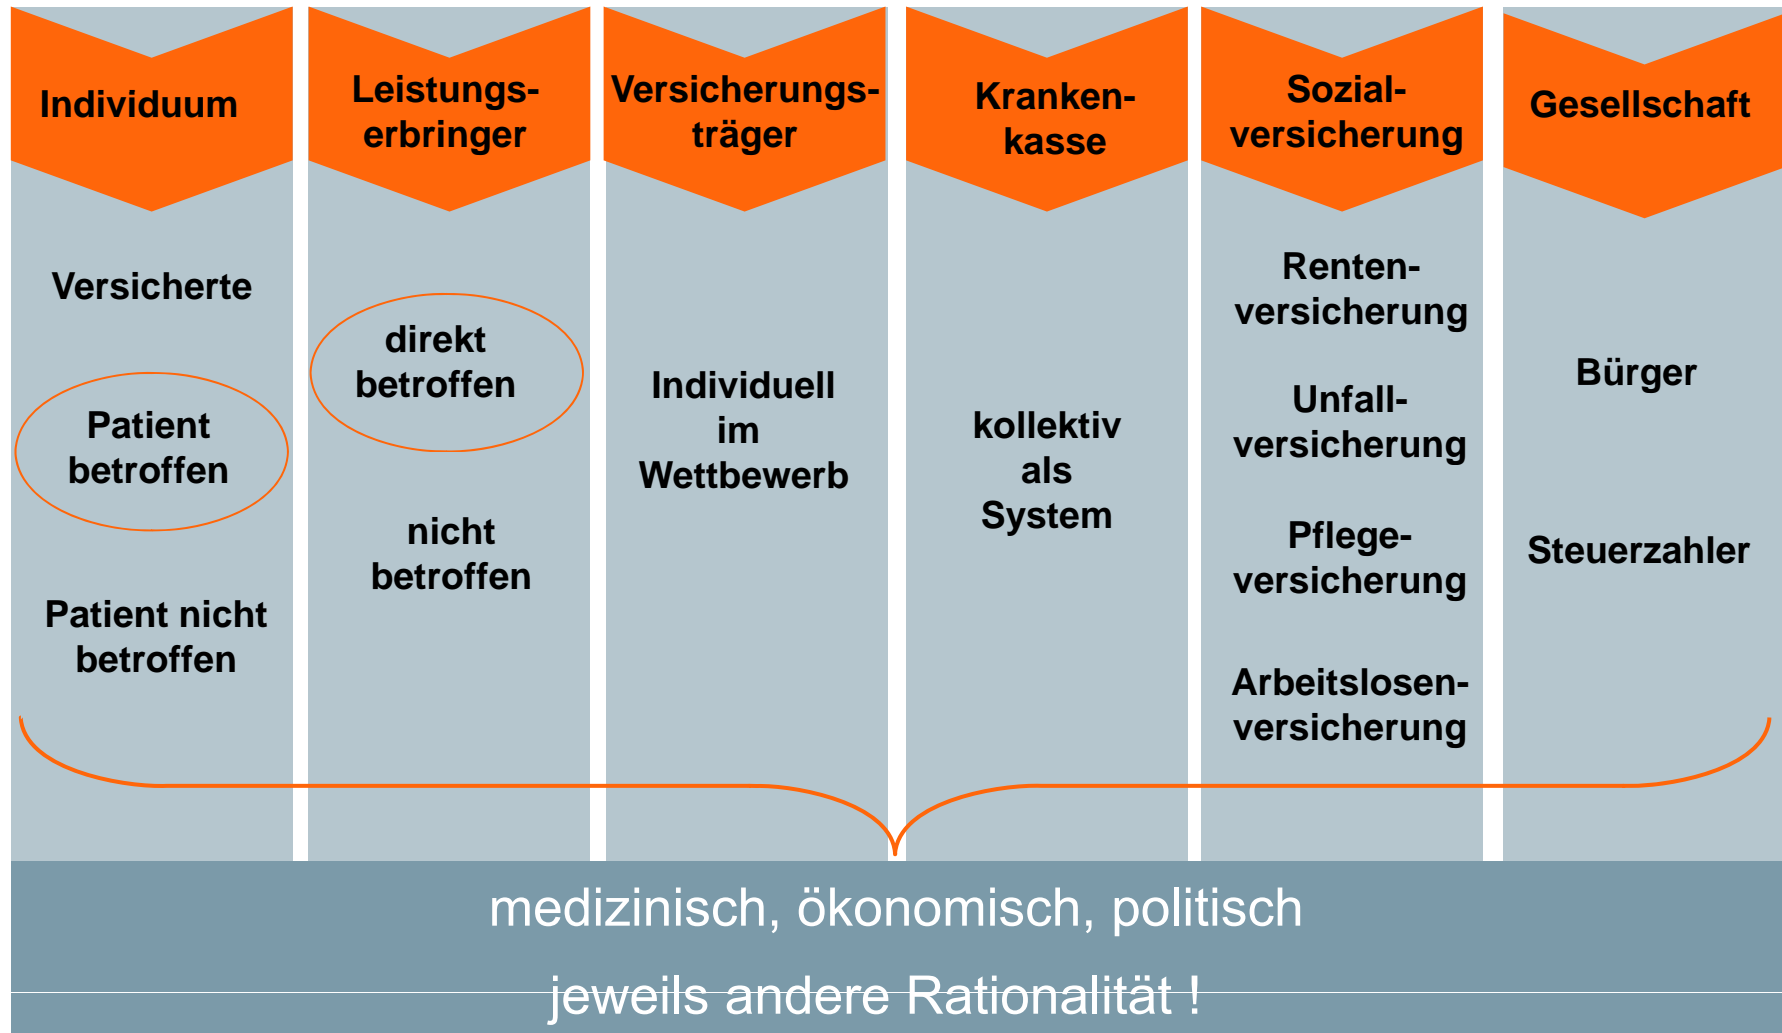 Individuum
Versicherte
Patient
betroffen
Patient nicht
betroffen
Leistungs-
erbringer
direkt
betroffen
nicht
betroffen
Versicherungs-
träger
Individuell
im
Wettbewerb
Kranken-
kasse
kollektiv
als
System
Sozial-
versicherung
Renten-
versicherung
Unfall-
versicherung
Pflege-
versicherung
Arbeitslosen-
versicherung
Gesellschaft
Bürger
Steuerzahler
medizinisch, ökonomisch, politisch
jeweils andere Rationalität !